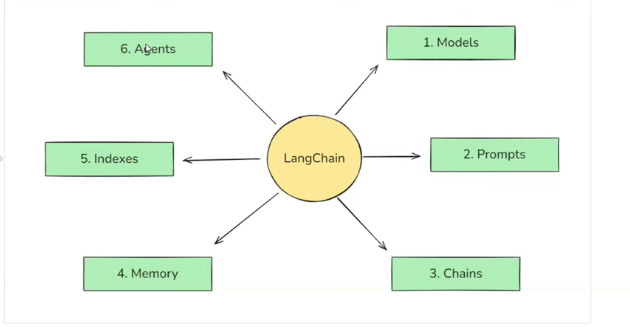 6. Agents
1. Models
5. Indexes
LangChain
2. Prompts
4. Memory
3. Chains